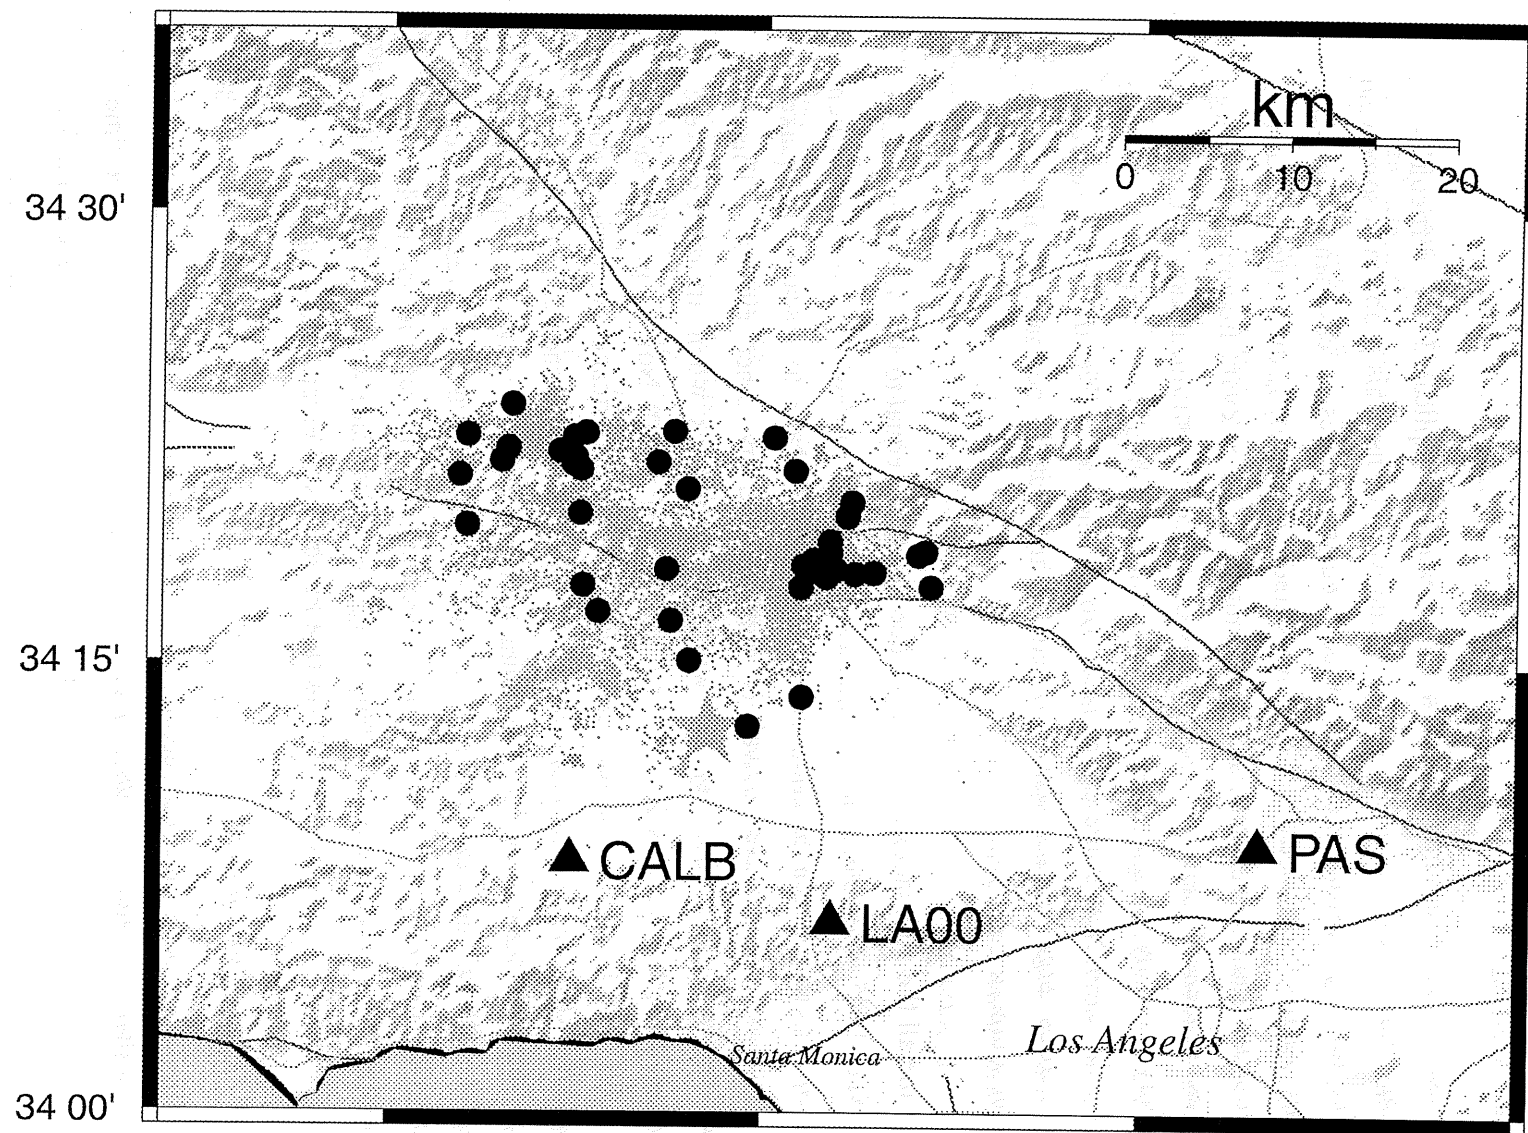 km
0 10 20
34 30'
34 15'
CALB
PAS
LA00
Los Angeles
Santa Monica
34 00'